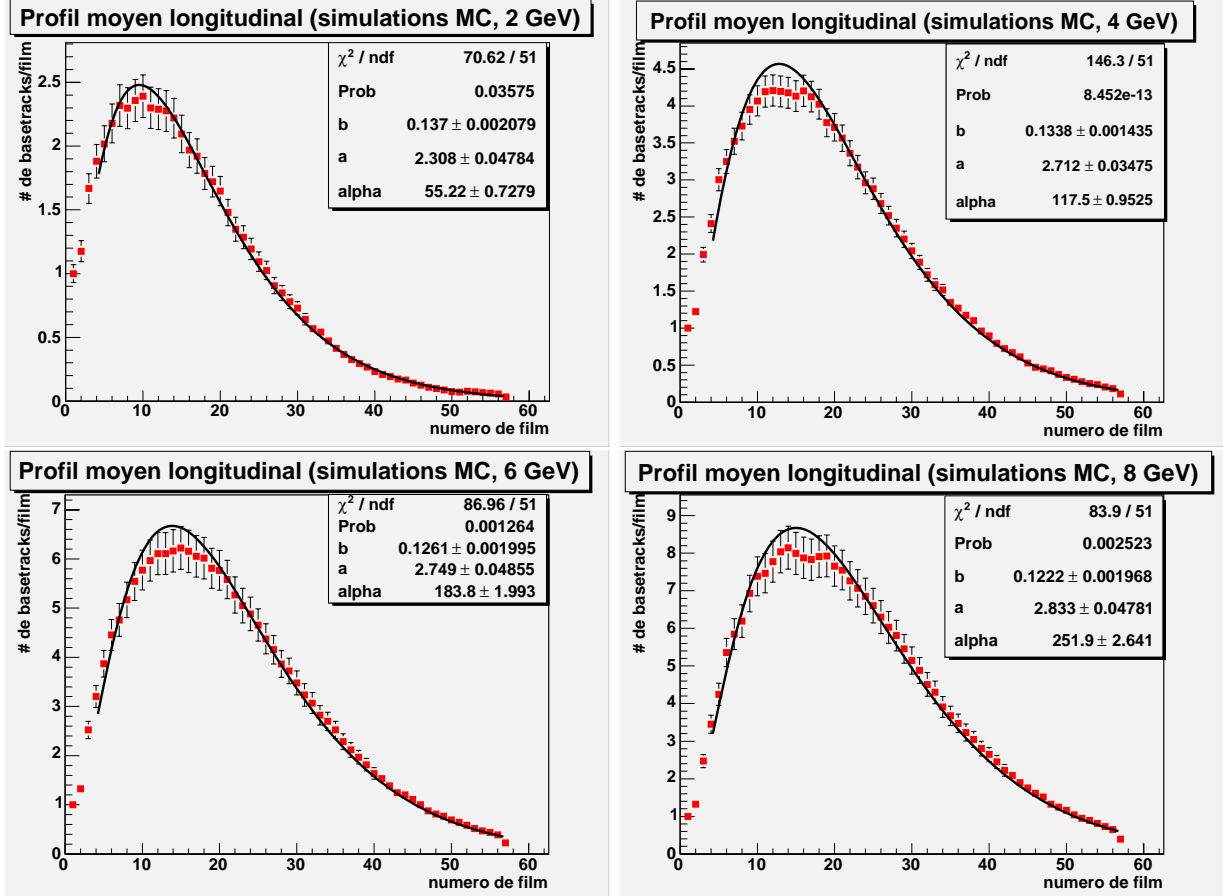 Profil moyen longitudinal (simulations MC, 2 GeV)
# de basetracks/film
χ² / ndf 70.62 / 51
Prob 0.03575
b 0.137 ± 0.002079
a 2.308 ± 0.04784
alpha 55.22 ± 0.7279
2.5
2
1.5
1
0.5
0
0 10 20 30 40 50 60
numero de film
Profil moyen longitudinal (simulations MC, 4 GeV)
# de basetracks/film
χ² / ndf 146.3 / 51
Prob 8.452e-13
b 0.1338 ± 0.001435
a 2.712 ± 0.03475
alpha 117.5 ± 0.9525
4.5
4
3.5
3
2.5
2
1.5
1
0.5
0
0 10 20 30 40 50 60
numero de film
Profil moyen longitudinal (simulations MC, 6 GeV)
# de basetracks/film
χ² / ndf 86.96 / 51
Prob 0.001264
b 0.1261 ± 0.001995
a 2.749 ± 0.04855
alpha 183.8 ± 1.993
7
6
5
4
3
2
1
0
0 10 20 30 40 50 60
numero de film
Profil moyen longitudinal (simulations MC, 8 GeV)
# de basetracks/film
χ² / ndf 83.9 / 51
Prob 0.002523
b 0.1222 ± 0.001968
a 2.833 ± 0.04781
alpha 251.9 ± 2.641
9
8
7
6
5
4
3
2
1
0
0 10 20 30 40 50 60
numero de film